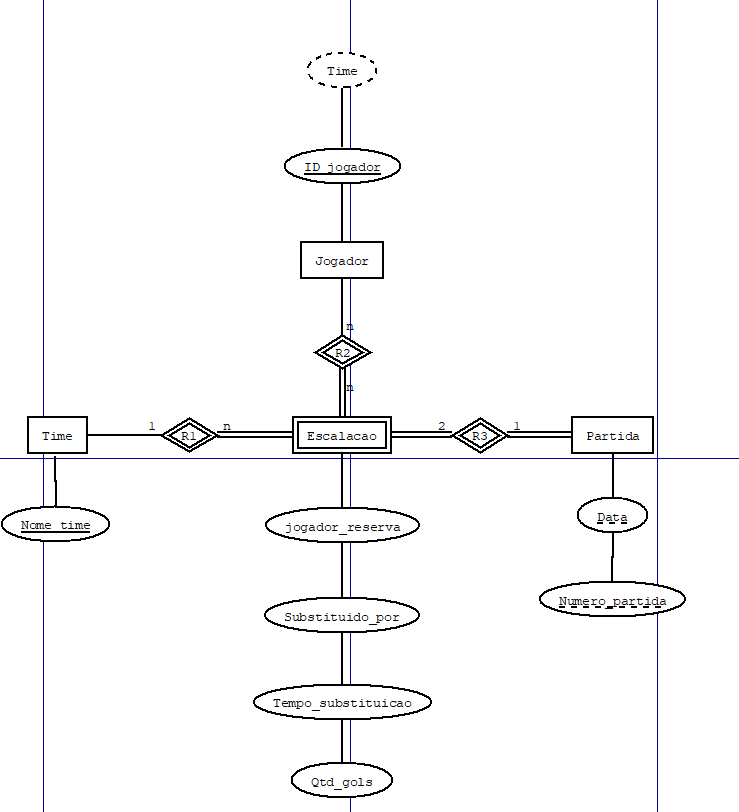 Time
ID_jogador
Jogador
n
R2
n
Time
1
R1
n
Escalacao
2
R3
1
Partida
Nome_time
jogador_reserva
Data
Substituido_por
Numero_partida
Tempo_substituicao
Qtd_gols